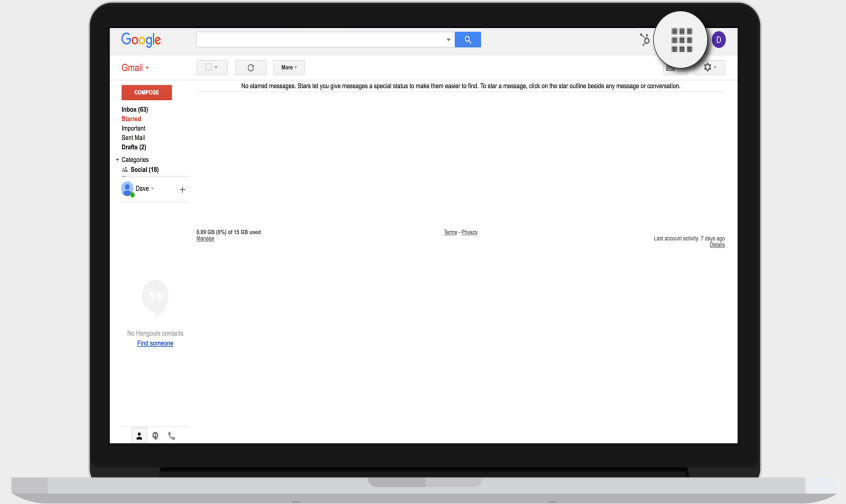 Google
D
Gmail
More
COMPOSE
No starred messages. Stars let you give messages a special status to make them easier to find. To star a message, click on the star outline beside any message or conversation.
Inbox (63)
Starred
Important
Sent Mail
Drafts (2)
Categories
Social (18)
Dave
+
0.09 GB (0%) of 15 GB used
Manage
Terms - Privacy
Last account activity: 7 days ago
Details
No Hangouts contacts
Find someone